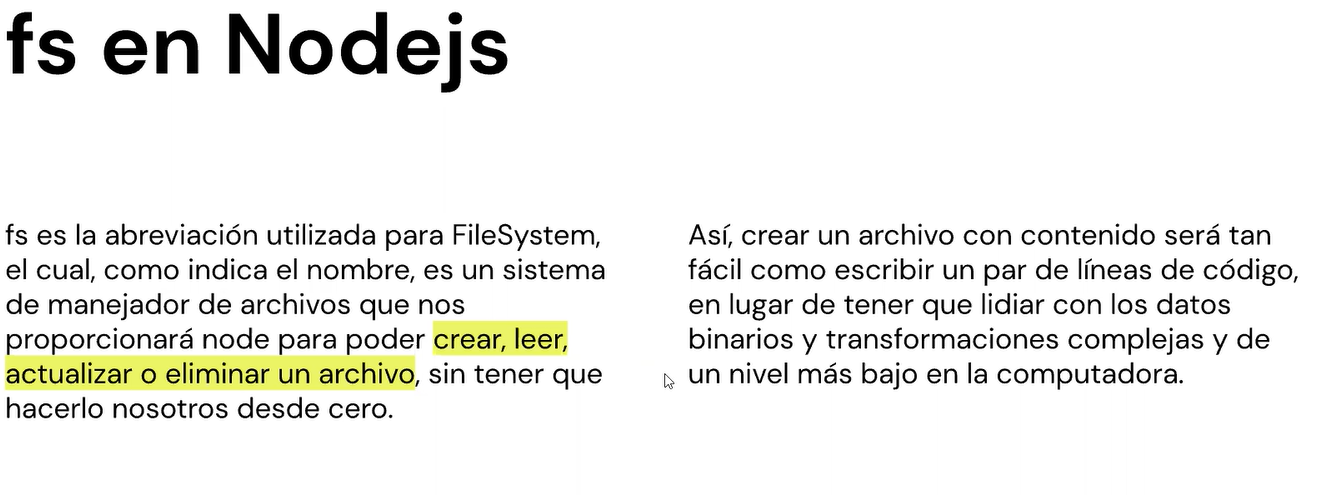 fs en Nodejs
fs es la abreviación utilizada para FileSystem,
el cual, como indica el nombre, es un sistema
de manejador de archivos que nos
proporcionará node para poder crear, leer,
actualizar o eliminar un archivo, sin tener que
hacerlo nosotros desde cero.
Así, crear un archivo con contenido será tan
fácil como escribir un par de líneas de código,
en lugar de tener que lidiar con los datos
binarios y transformaciones complejas y de
un nivel más bajo en la computadora.